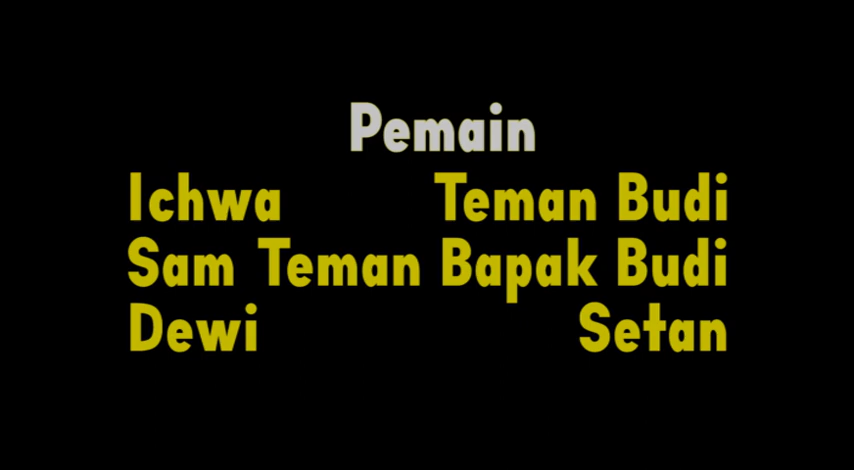 Pemain
Ichwa Teman Budi
Sam Teman Bapak Budi
Dewi Setan